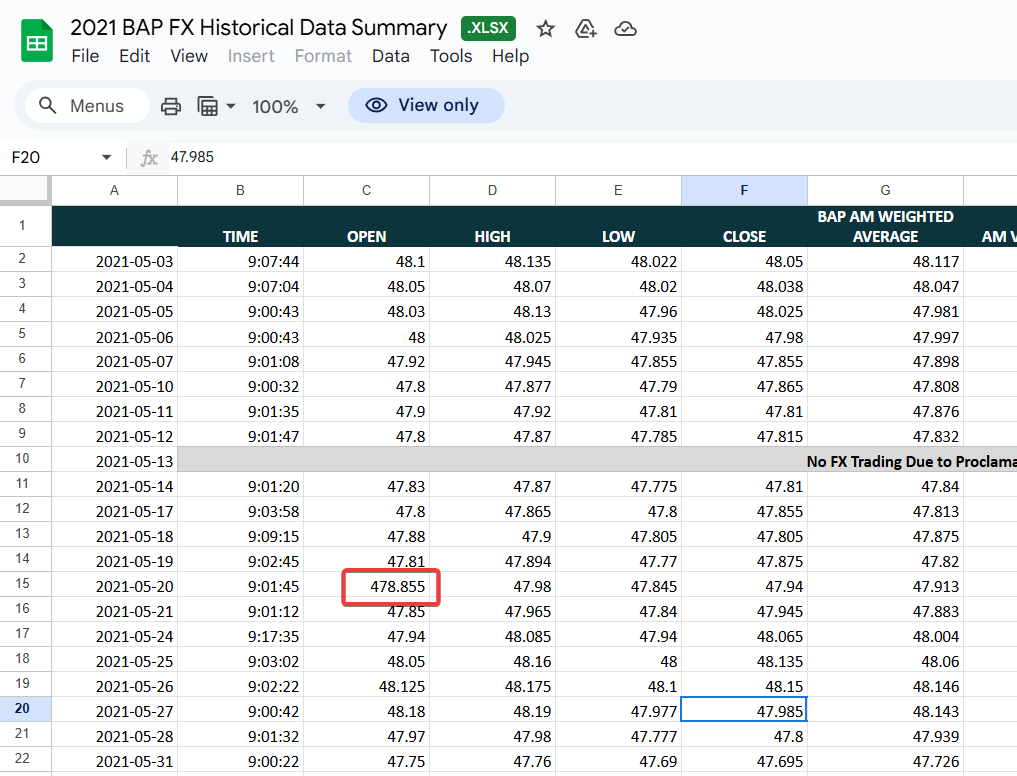 2021 BAP FX Historical Data Summary .XLSX
File Edit View Insert Format Data Tools Help
Menus 100% View only
F20 fx 47.985
A B C D E F G
1 TIME OPEN HIGH LOW CLOSE BAP AM WEIGHTED AVERAGE AM V
2 2021-05-03 9:07:44 48.1 48.135 48.022 48.05 48.117
3 2021-05-04 9:07:04 48.05 48.07 48.02 48.038 48.047
4 2021-05-05 9:00:43 48.03 48.13 47.96 48.025 47.981
5 2021-05-06 9:00:43 48 48.025 47.935 47.98 47.997
6 2021-05-07 9:01:08 47.92 47.945 47.855 47.855 47.898
7 2021-05-10 9:00:32 47.8 47.877 47.79 47.865 47.808
8 2021-05-11 9:01:35 47.9 47.92 47.81 47.81 47.876
9 2021-05-12 9:01:47 47.8 47.87 47.785 47.815 47.832
10 2021-05-13 No FX Trading Due to Proclama
11 2021-05-14 9:01:20 47.83 47.87 47.775 47.81 47.84
12 2021-05-17 9:03:58 47.8 47.865 47.8 47.855 47.813
13 2021-05-18 9:09:15 47.88 47.9 47.805 47.805 47.875
14 2021-05-19 9:02:45 47.81 47.894 47.77 47.875 47.82
15 2021-05-20 9:01:45 478.855 47.98 47.845 47.94 47.913
16 2021-05-21 9:01:12 47.85 47.965 47.84 47.945 47.883
17 2021-05-24 9:17:35 47.94 48.085 47.94 48.065 48.004
18 2021-05-25 9:03:02 48.05 48.16 48 48.135 48.06
19 2021-05-26 9:02:22 48.125 48.175 48.1 48.15 48.146
20 2021-05-27 9:00:42 48.18 48.19 47.977 47.985 48.143
21 2021-05-28 9:01:32 47.97 47.98 47.777 47.8 47.939
22 2021-05-31 9:00:22 47.75 47.76 47.69 47.695 47.726